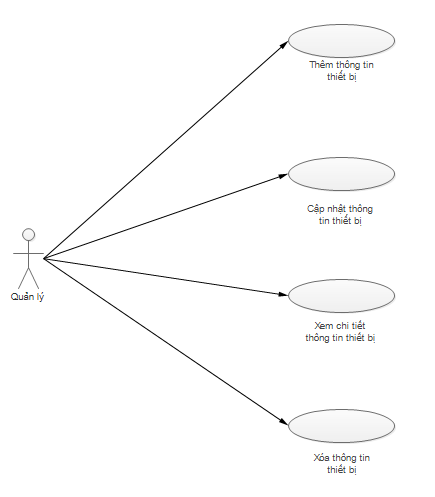 Thêm thông tin
thiết bị
Cập nhật thông
tin thiết bị
Quản lý
Xem chi tiết
thông tin thiết bị
Xóa thông tin
thiết bị